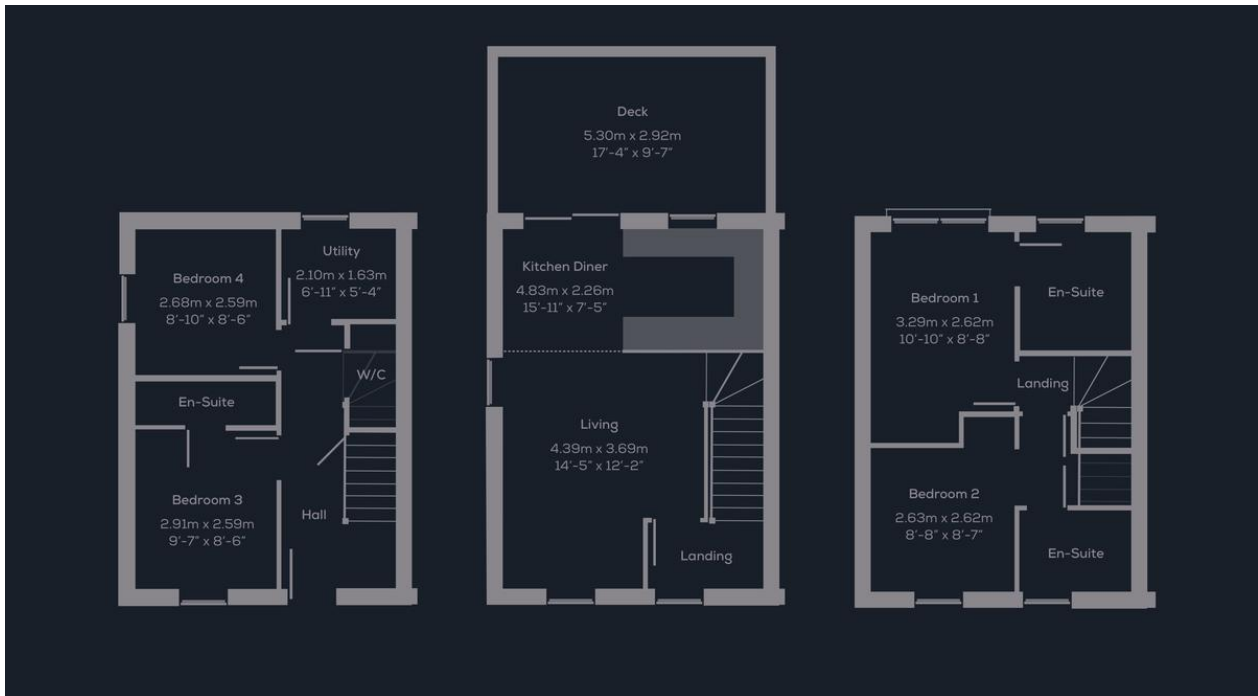 Deck
5.30m x 2.92m
17'-4" x 9'-7"
Utility
2.10m x 1.63m
6'-11" x 5'-4"
Bedroom 4
2.68m x 2.59m
8'-10" x 8'-6"
W/C
En-Suite
Bedroom 3
2.91m x 2.59m
9'-7" x 8'-6"
Hall
Kitchen Diner
4.83m x 2.26m
15'-11" x 7'-5"
Living
4.39m x 3.69m
14'-5" x 12'-2"
Landing
Bedroom 1
3.29m x 2.62m
10'-10" x 8'-8"
En-Suite
Landing
Bedroom 2
2.63m x 2.62m
8'-8" x 8'-7"
En-Suite